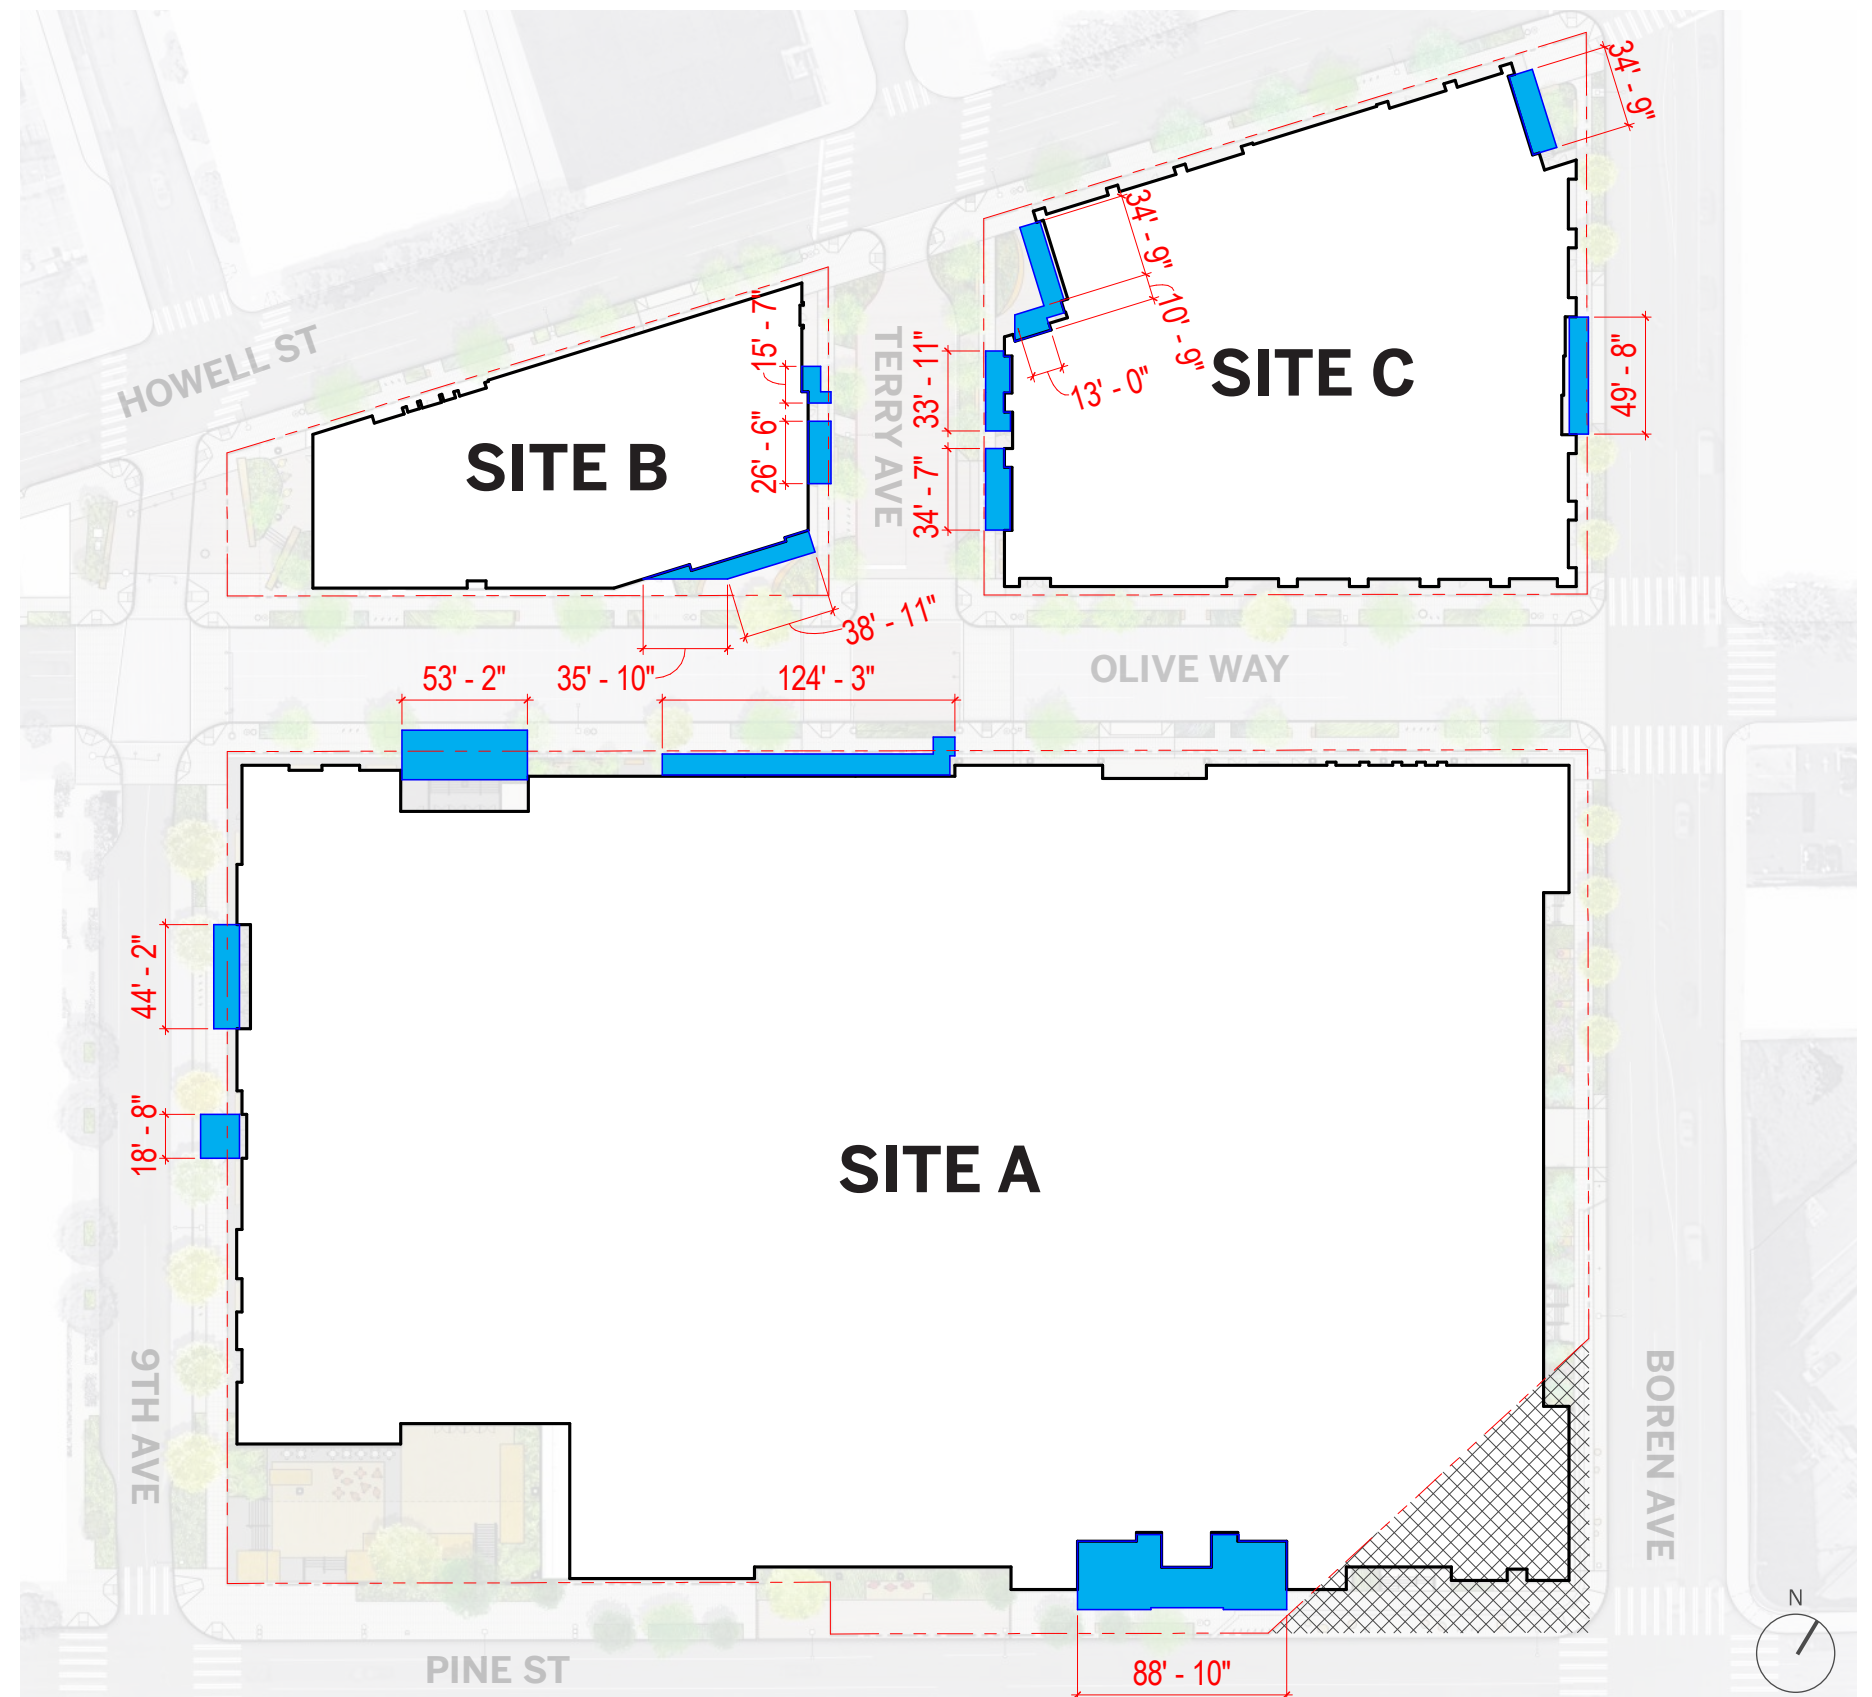 34' - 9"
34' - 9"
10' - 9"
13' - 0"
HOWELL ST
15' - 7"
26' - 6"
SITE B
TERRY AVE
33' - 11"
34' - 7"
SITE C
49' - 8"
38' - 11"
35' - 10"
53' - 2"
124' - 3"
OLIVE WAY
44' - 2"
18' - 8"
SITE A
9TH AVE
BOREN AVE
PINE ST
88' - 10"
N